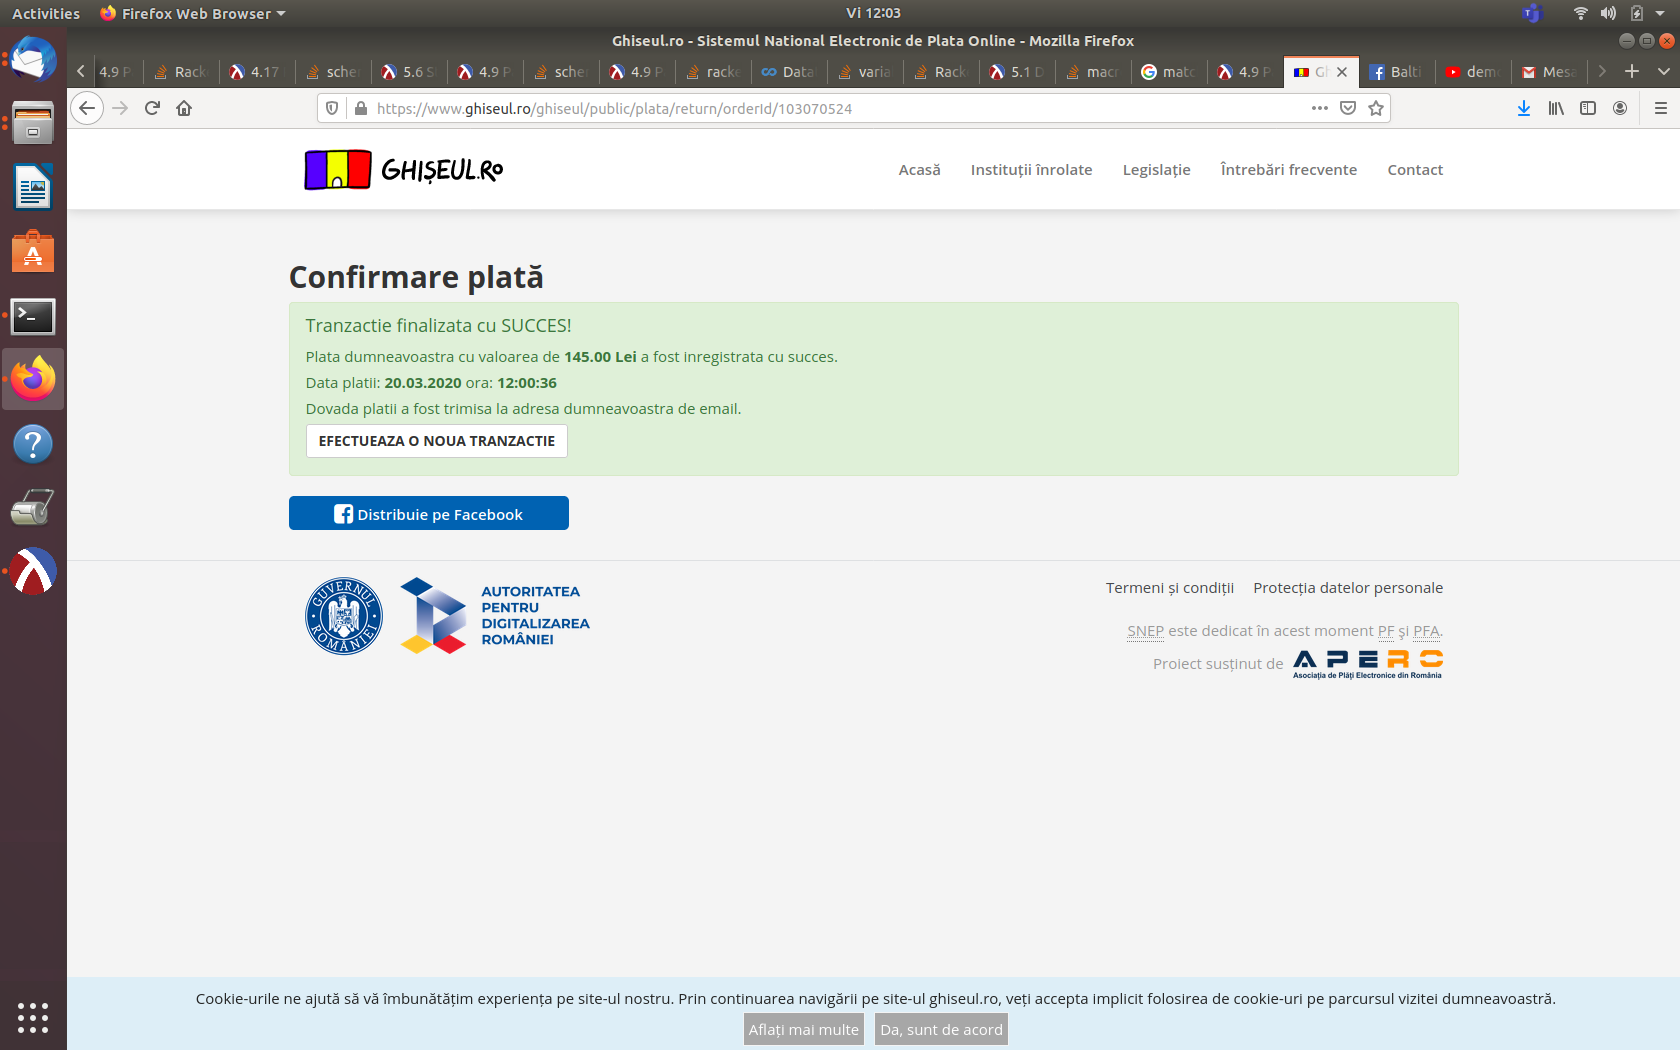 Activities
Firefox Web Browser
Vi 12:03
Ghiseul.ro - Sistemul National Electronic de Plata Online - Mozilla Firefox
4.9 P
Rack
4.17
sche
5.6 S
4.9 P
sche
4.9 P
racke
Data
varia
Rack
5.1 D
macr
matc
4.9 P
Gh
Balti
dem
Mesa
https://www.ghiseul.ro/ghiseul/public/plata/return/orderId/103070524
GHIȘEUL.RO
Acasă
Instituții înrolate
Legislație
Întrebări frecvente
Contact
Confirmare plată
Tranzactie finalizata cu SUCCES!
Plata dumneavoastra cu valoarea de 145.00 Lei a fost inregistrata cu succes.
Data platii: 20.03.2020 ora: 12:00:36
Dovada platii a fost trimisa la adresa dumneavoastra de email.
EFECTUEAZA O NOUA TRANZACTIE
Distribuie pe Facebook
GUVERNUL ROMÂNIEI
AUTORITATEA
PENTRU
DIGITALIZAREA
ROMÂNIEI
Termeni și condiții
Protecția datelor personale
SNEP este dedicat în acest moment PF și PFA.
Proiect susținut de
APERO
Asociația de Plăți Electronice din România
Cookie-urile ne ajută să vă îmbunătățim experiența pe site-ul nostru. Prin continuarea navigării pe site-ul ghiseul.ro, veți accepta implicit folosirea de cookie-uri pe parcursul vizitei dumneavoastră.
Aflați mai multe
Da, sunt de acord